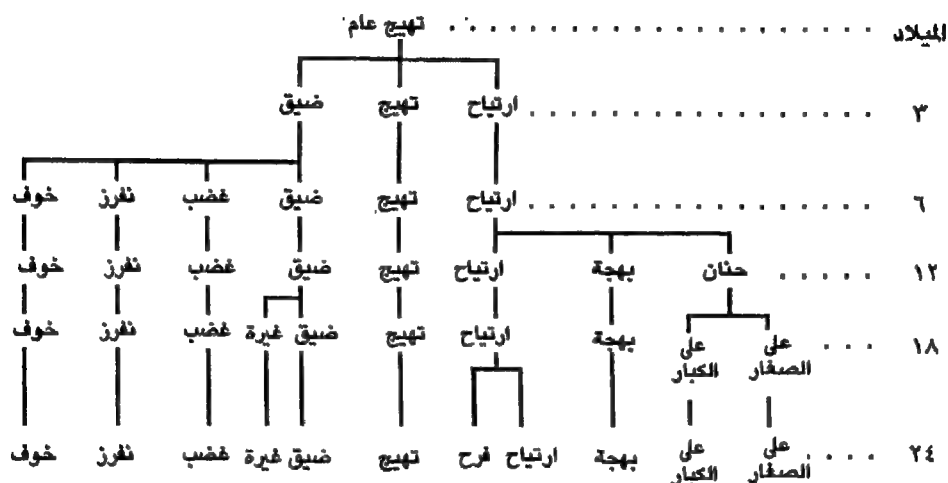 الميلاد تهيج عام
٣ ارتياح تهيج ضيق
٦ ارتياح تهيج ضيق غضب نفرز خوف
١٢ حنان بهجة ارتياح تهيج ضيق غضب نفرز خوف
١٨ على الصغار على الكبار بهجة ارتياح تهيج ضيق غيرة غضب نفرز خوف
٢٤ على الصغار على الكبار بهجة ارتياح فرح تهيج ضيق غيرة غضب نفرز خوف